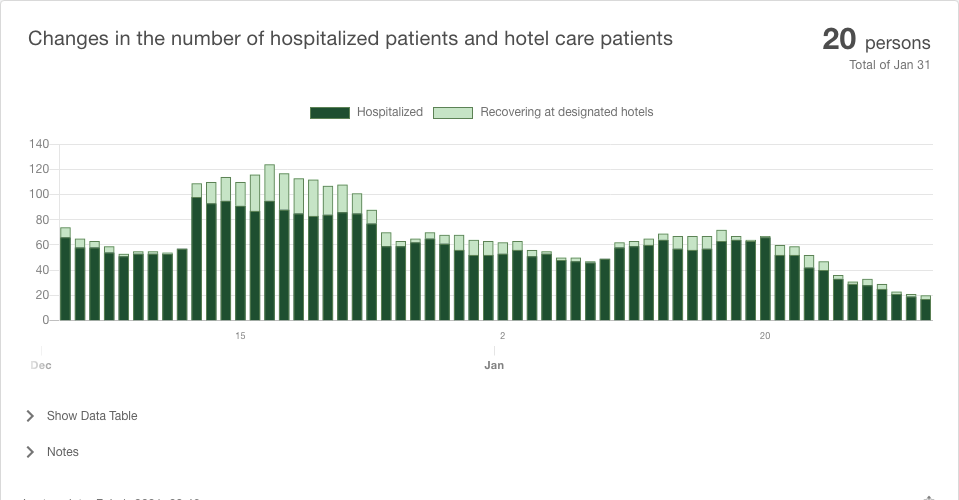 Changes in the number of hospitalized patients and hotel care patients
20 persons
Total of Jan 31
Hospitalized Recovering at designated hotels
140
120
100
80
60
40
20
0
15 2 20
Dec Jan
Show Data Table
Notes